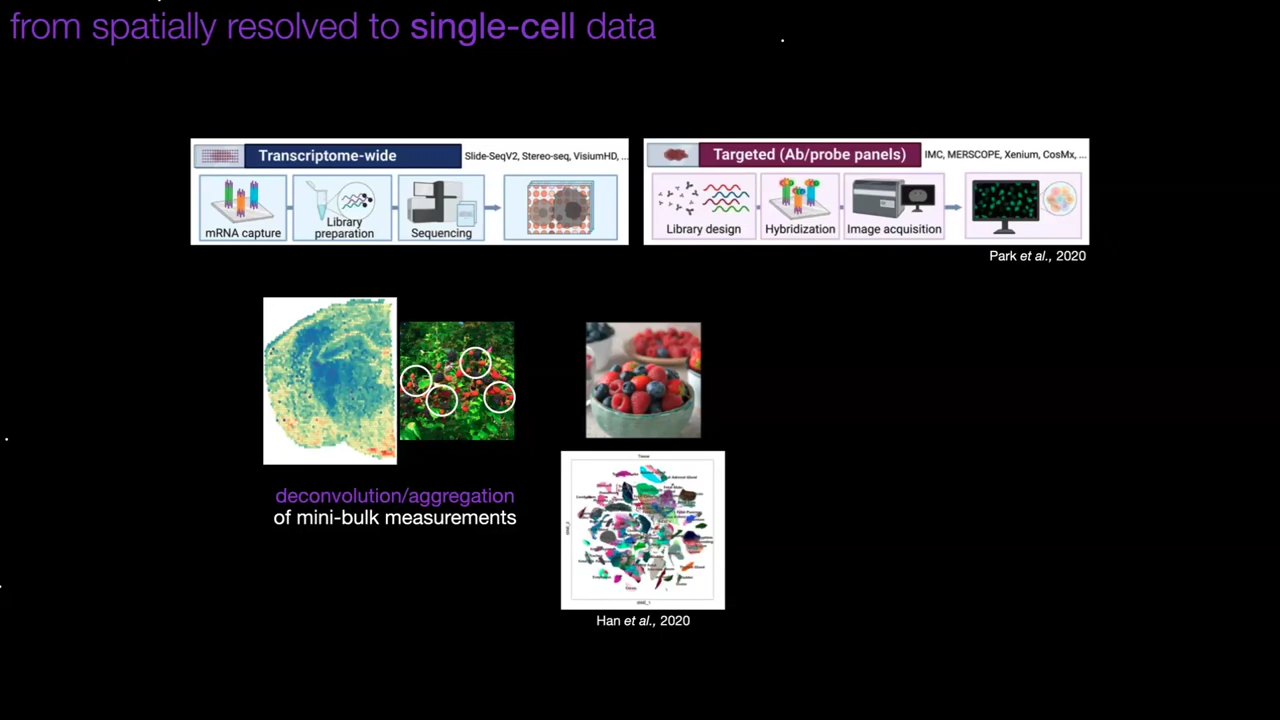 from spatially resolved to single-cell data
Transcriptome-wide
Slide-SeqV2, Stereo-seq, VisiumHD, ...
mRNA capture
Library
preparation
Sequencing
Targeted (Ab/probe panels)
IMC, MERSCOPE, Xenium, CosMx, ...
Library design
Hybridization
Image acquisition
Park et al., 2020
deconvolution/aggregation
of mini-bulk measurements
Han et al., 2020